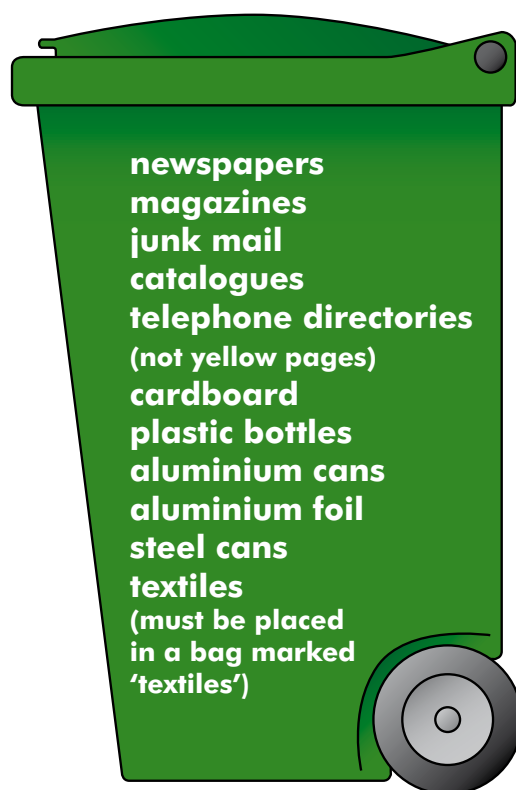 newspapers
magazines
junk mail
catalogues
telephone directories
(not yellow pages)
cardboard
plastic bottles
aluminium cans
aluminium foil
steel cans
textiles
(must be placed
in a bag marked
‘textiles’)